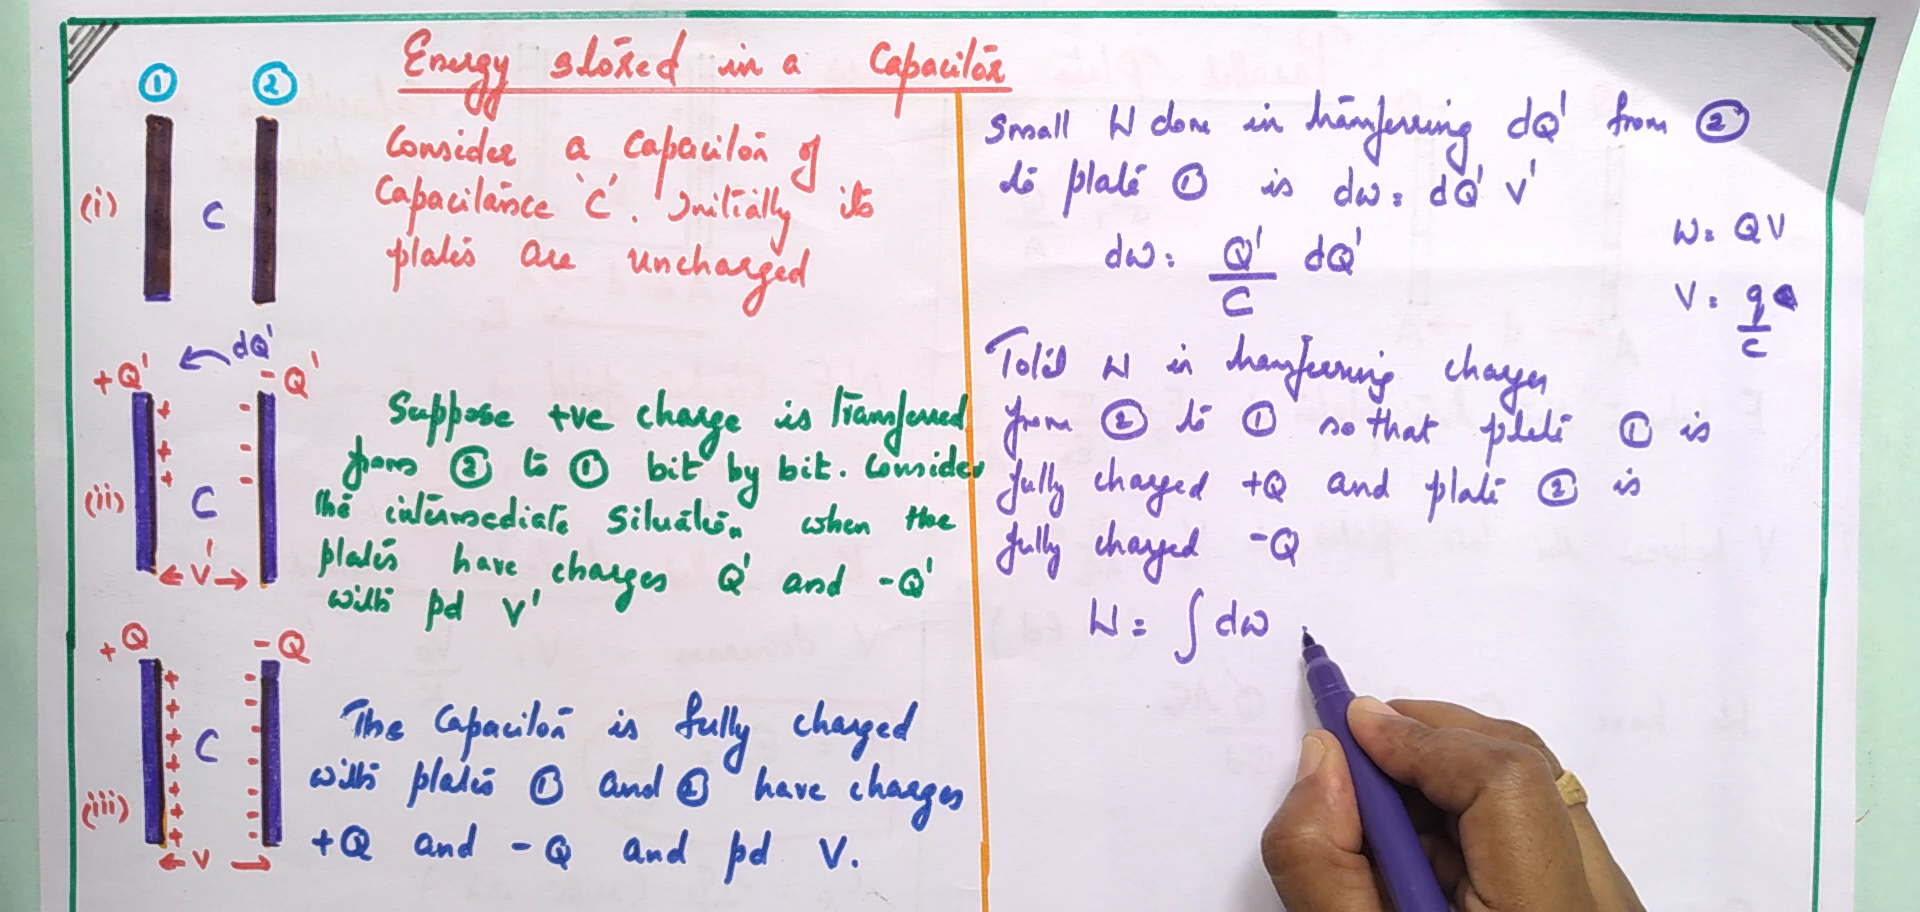 Energy stored in a Capacitor
① ②
(i) C
Consider a Capacitor of
Capacitance 'C'. Initially its
plates are uncharged
+Q' dQ' -Q'
+ -
+ -
+ -
(ii) C
V'
Suppose +ve charge is transferred
from ② to ① bit by bit. Consider
the intermediate situation when the
plates have charges Q' and -Q'
with pd V'
+Q -Q
+ -
+ -
+ -
+ -
+ -
+ -
C
(iii)
V
The Capacitor is fully charged
with plates ① and ② have charges
+Q and -Q and pd V.
Small W done in transferring dQ' from ②
to plate ① is dw = dQ' V'
dw = Q'/C dQ'
W = QV
V = q/C
Total W in transferring charges
from ② to ① so that plate ① is
fully charged +Q and plate ② is
fully charged -Q
W = ∫ dw